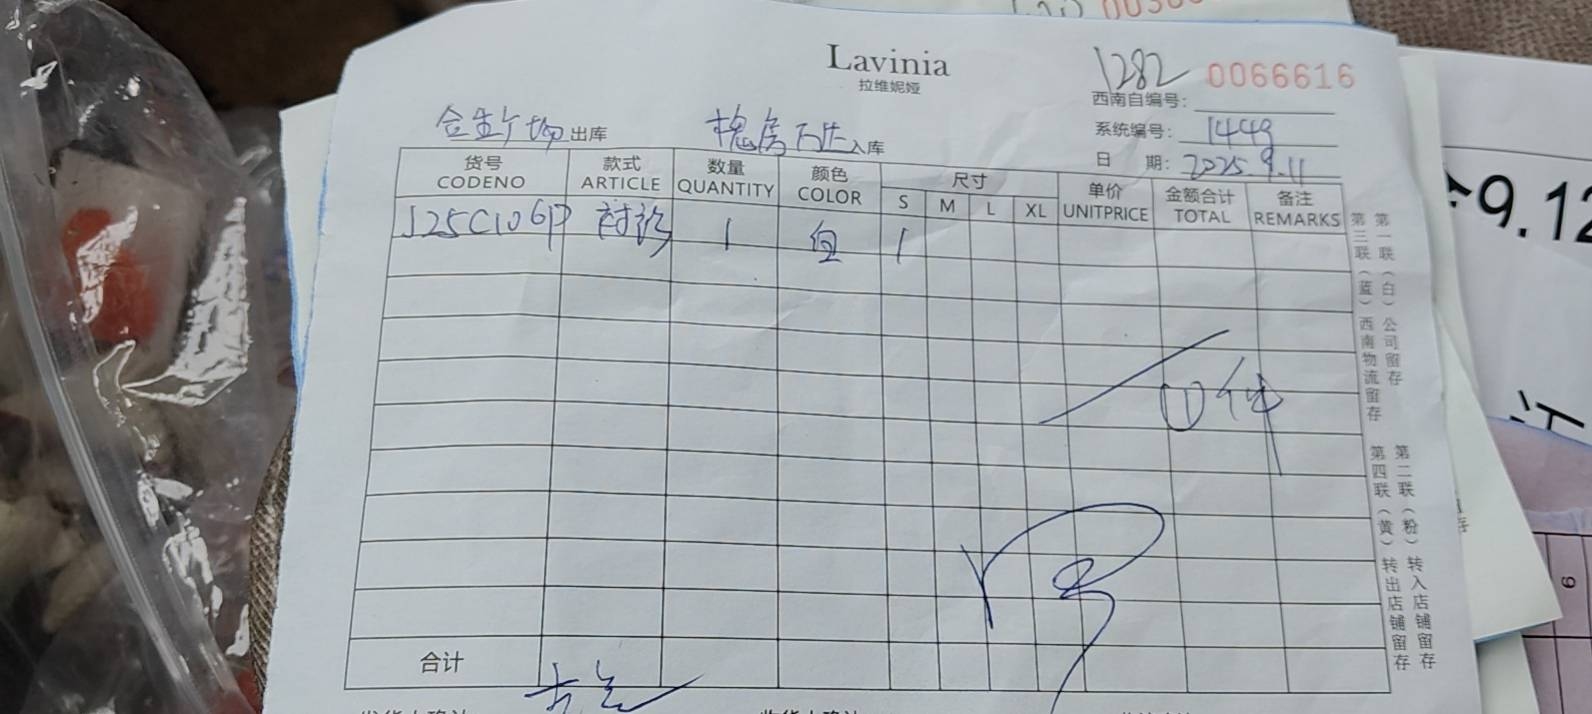 Lavinia
拉维妮娅
1282 0066616
西南自编号:
系统编号: 1449
日 期: 2025.9.11
出库 入库
货号 款式 数量 颜色 尺寸 单价 金额合计 备注
CODENO ARTICLE QUANTITY COLOR S M L XL UNITPRICE TOTAL REMARKS
J25C106P 衬衫 1 白 1
合计
第一联（白）公司留存
第三联（蓝）西南物流留存
第二联（粉）转入店铺留存
第四联（黄）转出店铺留存
9.12
9